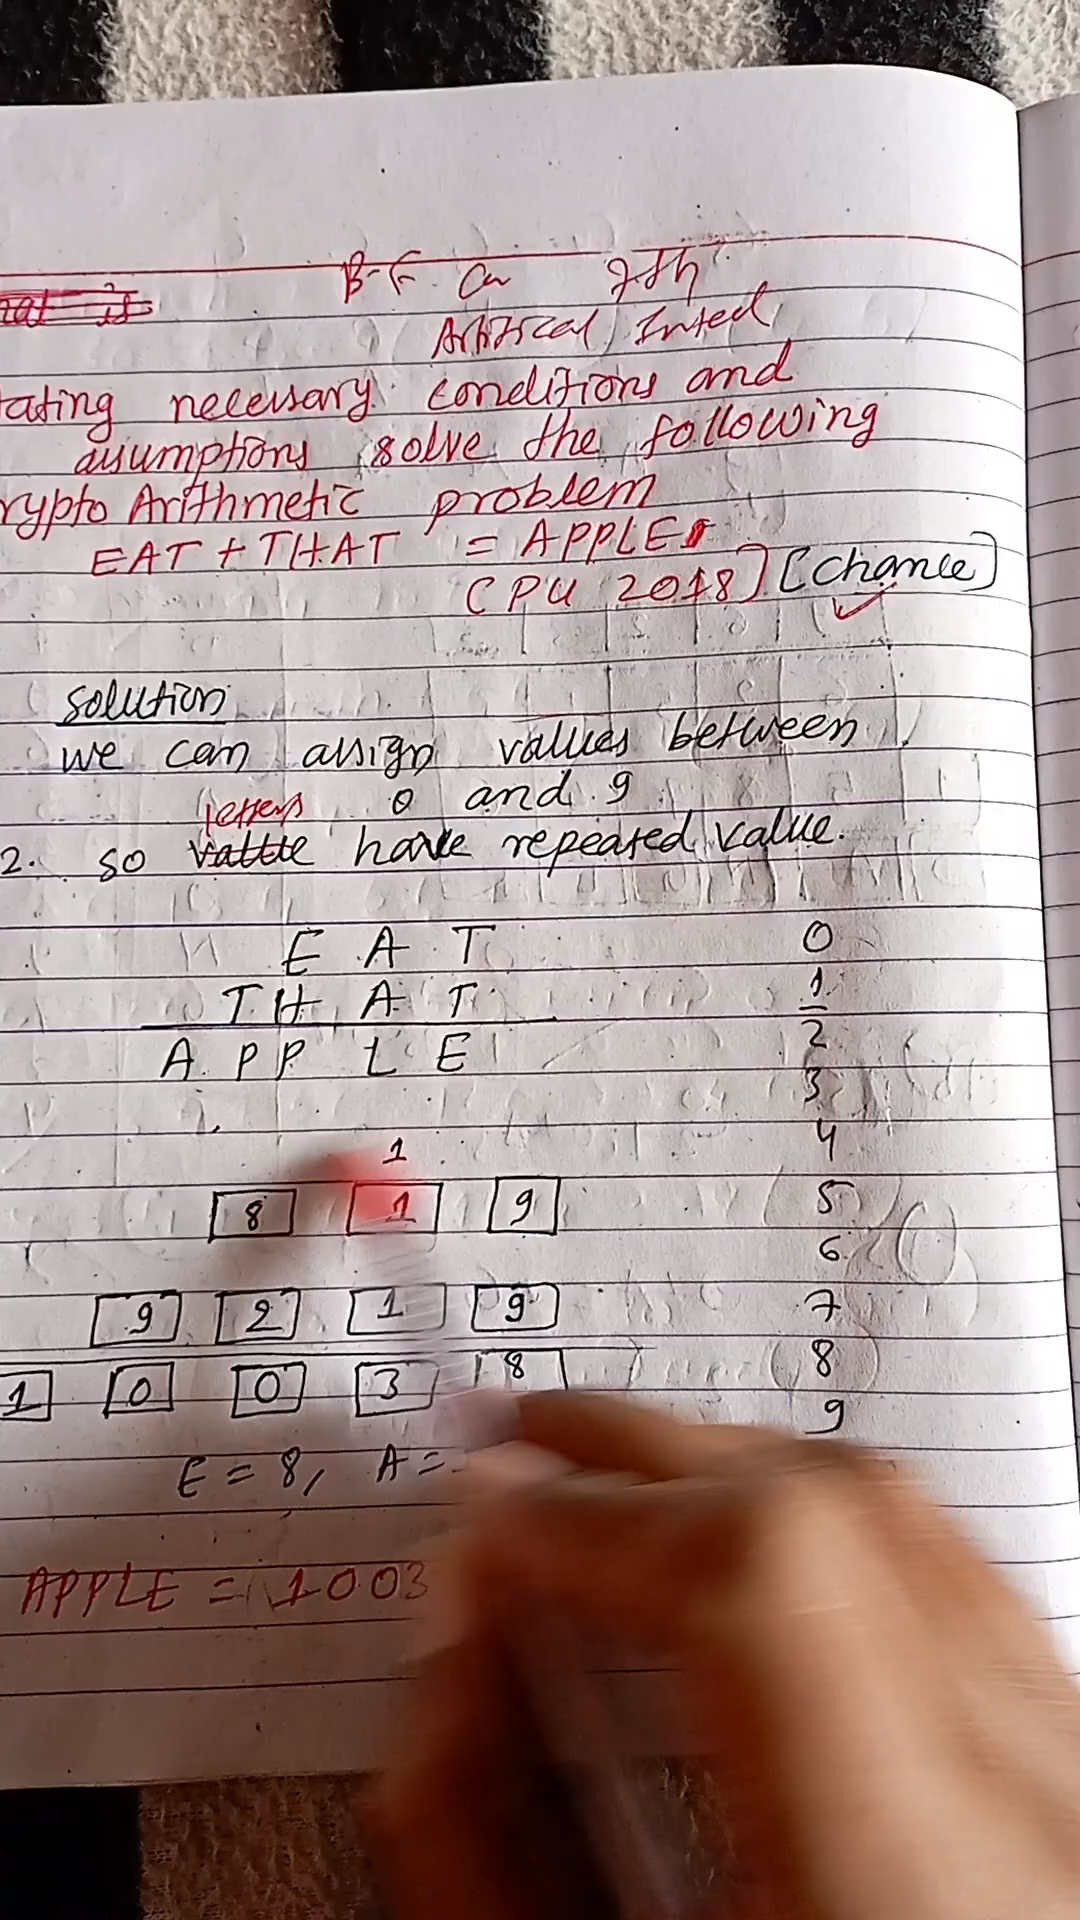 B.E. Com 7th
Artifical Intel
ating necessary conditions and
asumptions solve the following
rypto Arithmetic problem
EAT + THAT = APPLE
(PU 2018] [Chance]
solution
we can assign values between
0 and 9
letters
2. so have repeated value.
E A T
T H A T
A P P L E
0
1
2
3
4
5
6
7
8
9
1
8 1 9
9 2 1 9
1 0 0 3 8
E = 8, A =
APPLE = 1003